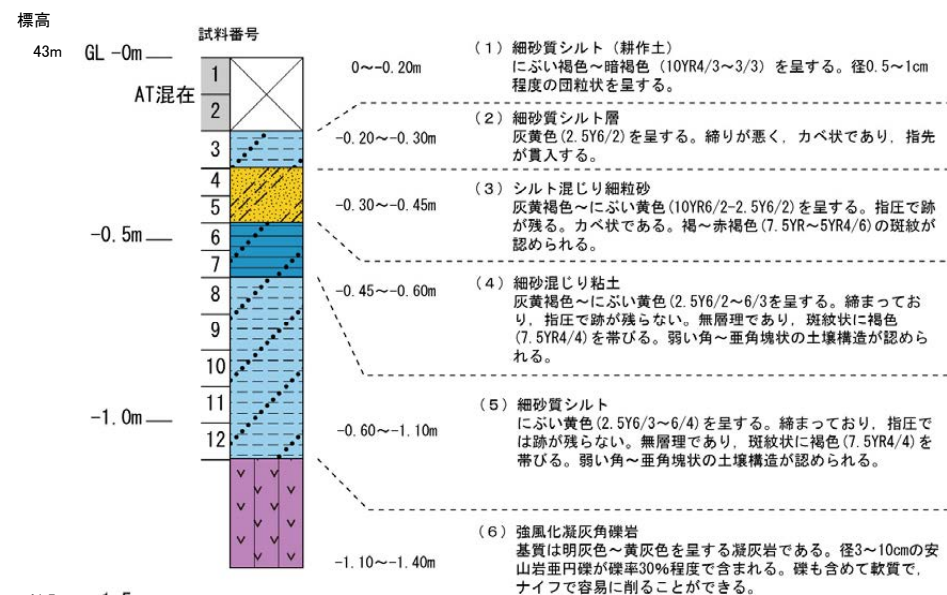 標高
43m
GL -0m
試料番号
AT混在
1
2
3
4
5
6
7
8
9
10
11
12
-0.5m
-1.0m
0~-0.20m
(1) 細砂質シルト (耕作土)
にぶい褐色~暗褐色 (10YR4/3~3/3) を呈する。径0.5~1cm
程度の団粒状を呈する。
-0.20~-0.30m
(2) 細砂質シルト層
灰黄色(2.5Y6/2)を呈する。締りが悪く, カベ状であり, 指先
が貫入する。
-0.30~-0.45m
(3) シルト混じり細粒砂
灰黄褐色~にぶい黄色(10YR6/2-2.5Y6/2)を呈する。指圧で跡
が残る。カベ状である。褐~赤褐色(7.5YR~5YR4/6)の斑紋が
認められる。
-0.45~-0.60m
(4) 細砂混じり粘土
灰黄褐色~にぶい黄色(2.5Y6/2~6/3を呈する。締まってお
り, 指圧で跡が残らない。無層理であり, 斑紋状に褐色
(7.5YR4/4)を帯びる。弱い角~亜角塊状の土壌構造が認めら
れる。
-0.60~-1.10m
(5) 細砂質シルト
にぶい黄色(2.5Y6/3~6/4)を呈する。締まっており, 指圧で
は跡が残らない。無層理であり, 斑紋状に褐色(7.5YR4/4)を
帯びる。弱い角~亜角塊状の土壌構造が認められる。
-1.10~-1.40m
(6) 強風化凝灰角礫岩
基質は明灰色~黄灰色を呈する凝灰岩である。径3~10cmの安
山岩亜円礫が礫率30%程度で含まれる。礫も含めて軟質で,
ナイフで容易に削ることができる。